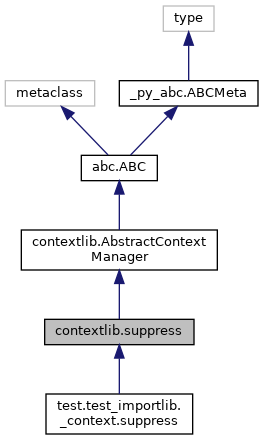 type
metaclass
_py_abc.ABCMeta
abc.ABC
contextlib.AbstractContext
Manager
contextlib.suppress
test.test_importlib.
_context.suppress